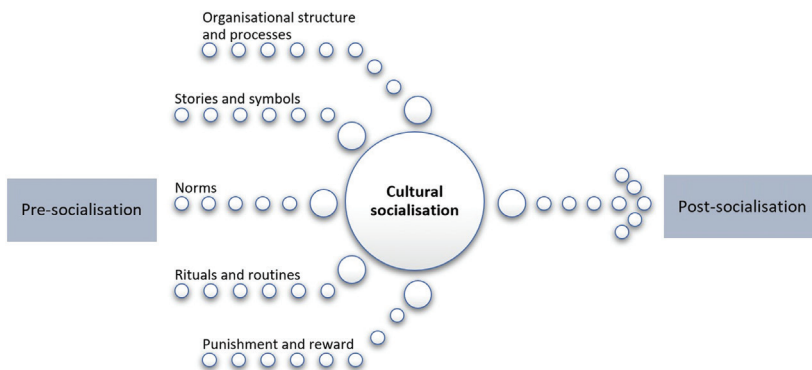 Organisational structure
and processes
Stories and symbols
Norms
Rituals and routines
Punishment and reward
Pre-socialisation
Cultural
socialisation
Post-socialisation